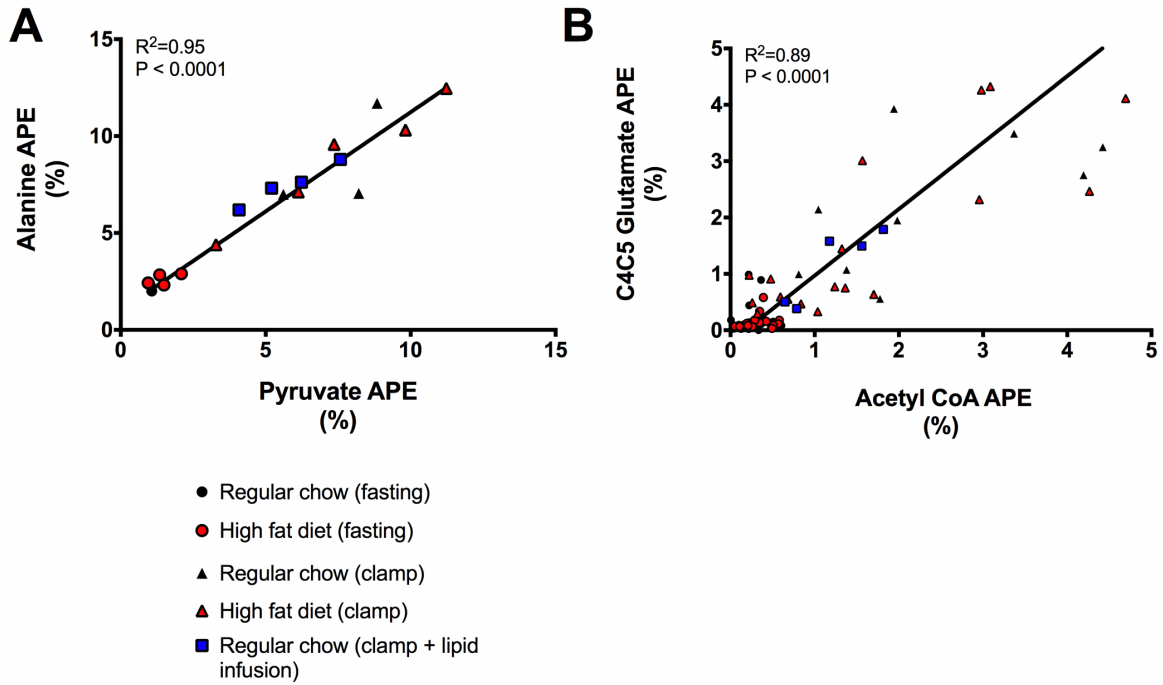 A
B
R2=0.95
P < 0.0001
15
10
5
0
0
5
10
15
Alanine APE
(%)
Pyruvate APE
(%)
R2=0.89
P < 0.0001
5
4
3
2
1
0
0
1
2
3
4
5
C4C5 Glutamate APE
(%)
Acetyl CoA APE
(%)
Regular chow (fasting)
High fat diet (fasting)
Regular chow (clamp)
High fat diet (clamp)
Regular chow (clamp + lipid
infusion)